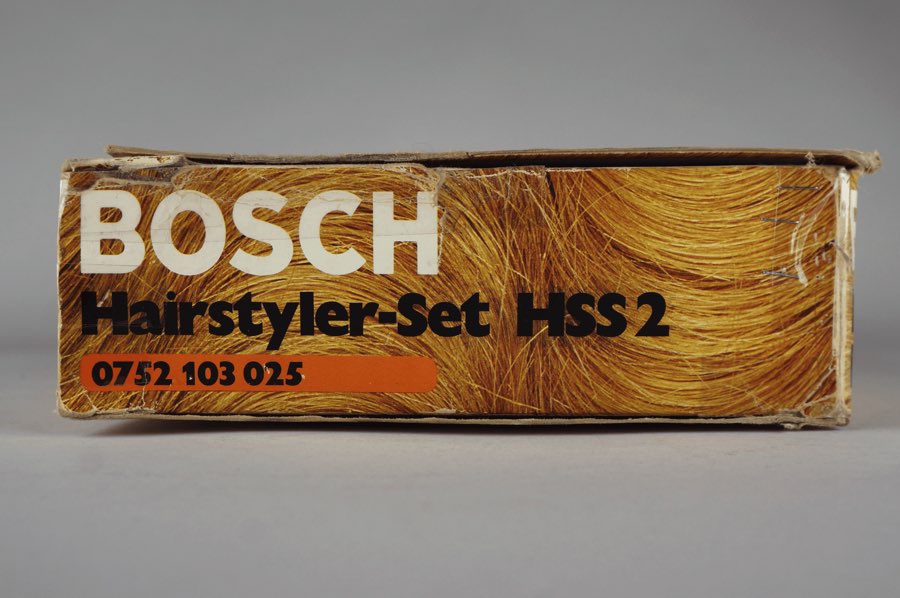 BOSCH
Hairstyler-Set HSS 2
0752 103 025